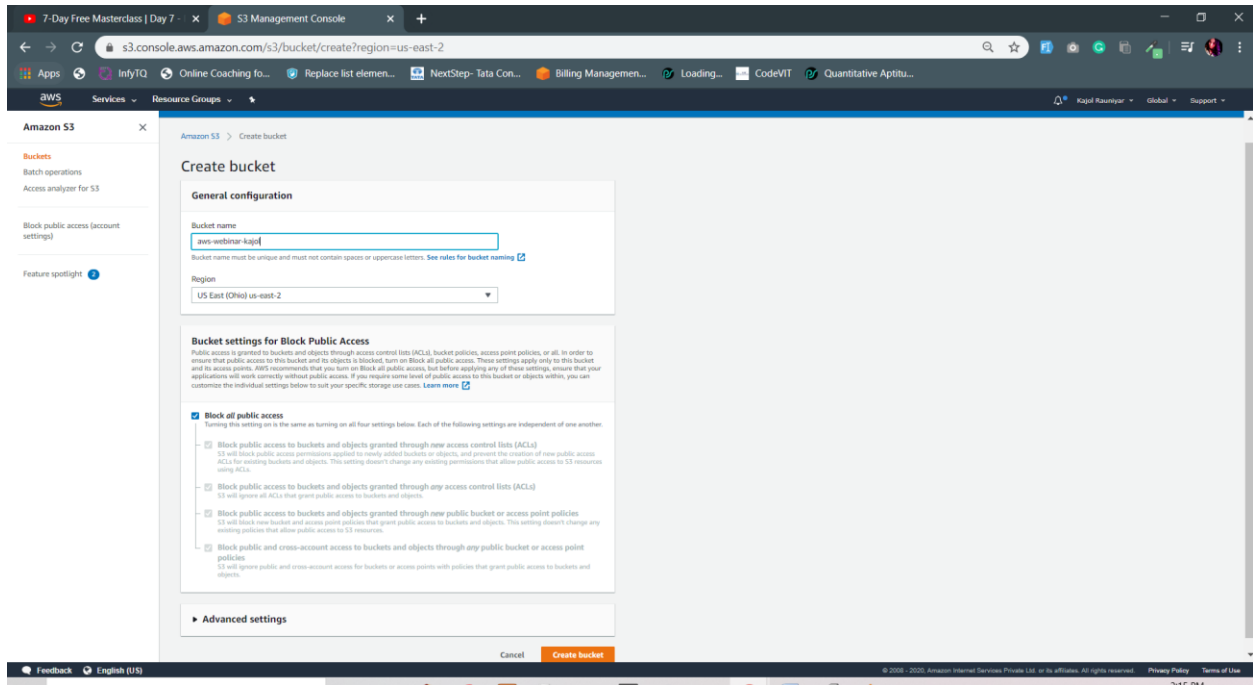 7-Day Free Masterclass | Day 7 -
S3 Management Console
s3.console.aws.amazon.com/s3/bucket/create?region=us-east-2
Apps
InfyTQ
Online Coaching fo...
Replace list elemen...
NextStep- Tata Con...
Billing Managemen...
Loading...
CodeVIT
Quantitative Aptitu...
aws
Services
Resource Groups
Kajol Rauniyar
Global
Support
Amazon S3
Buckets
Batch operations
Access analyzer for S3
Block public access (account
settings)
Feature spotlight 2
Amazon S3 > Create bucket
Create bucket
General configuration
Bucket name
aws-webinar-kajol
Bucket name must be unique and must not contain spaces or uppercase letters. See rules for bucket naming
Region
US East (Ohio) us-east-2
Bucket settings for Block Public Access
Public access is granted to buckets and objects through access control lists (ACLs), bucket policies, access point policies, or all. In order to
ensure that public access to this bucket and its objects is blocked, turn on Block all public access. These settings apply only to this bucket
and its access points. AWS recommends that you turn on Block all public access, but before applying any of these settings, ensure that your
applications will work correctly without public access. If you require some level of public access to this bucket or objects within, you can
customize the individual settings below to suit your specific storage use cases. Learn more
Block all public access
Turning this setting on is the same as turning on all four settings below. Each of the following settings are independent of one another.
Block public access to buckets and objects granted through new access control lists (ACLs)
S3 will block public access permissions applied to newly added buckets or objects, and prevent the creation of new public access
ACLs for existing buckets and objects. This setting doesn't change any existing permissions that allow public access to S3 resources
using ACLs.
Block public access to buckets and objects granted through any access control lists (ACLs)
S3 will ignore all ACLs that grant public access to buckets and objects.
Block public access to buckets and objects granted through new public bucket or access point policies
S3 will block new bucket and access point policies that grant public access to buckets and objects. This setting doesn't change any
existing policies that allow public access to S3 resources.
Block public and cross-account access to buckets and objects through any public bucket or access point
policies
S3 will ignore public and cross-account access for buckets or access points with policies that grant public access to buckets and
objects.
Advanced settings
Cancel
Create bucket
Feedback
English (US)
© 2008 - 2020, Amazon Internet Services Private Ltd. or its affiliates. All rights reserved.
Privacy Policy
Terms of Use